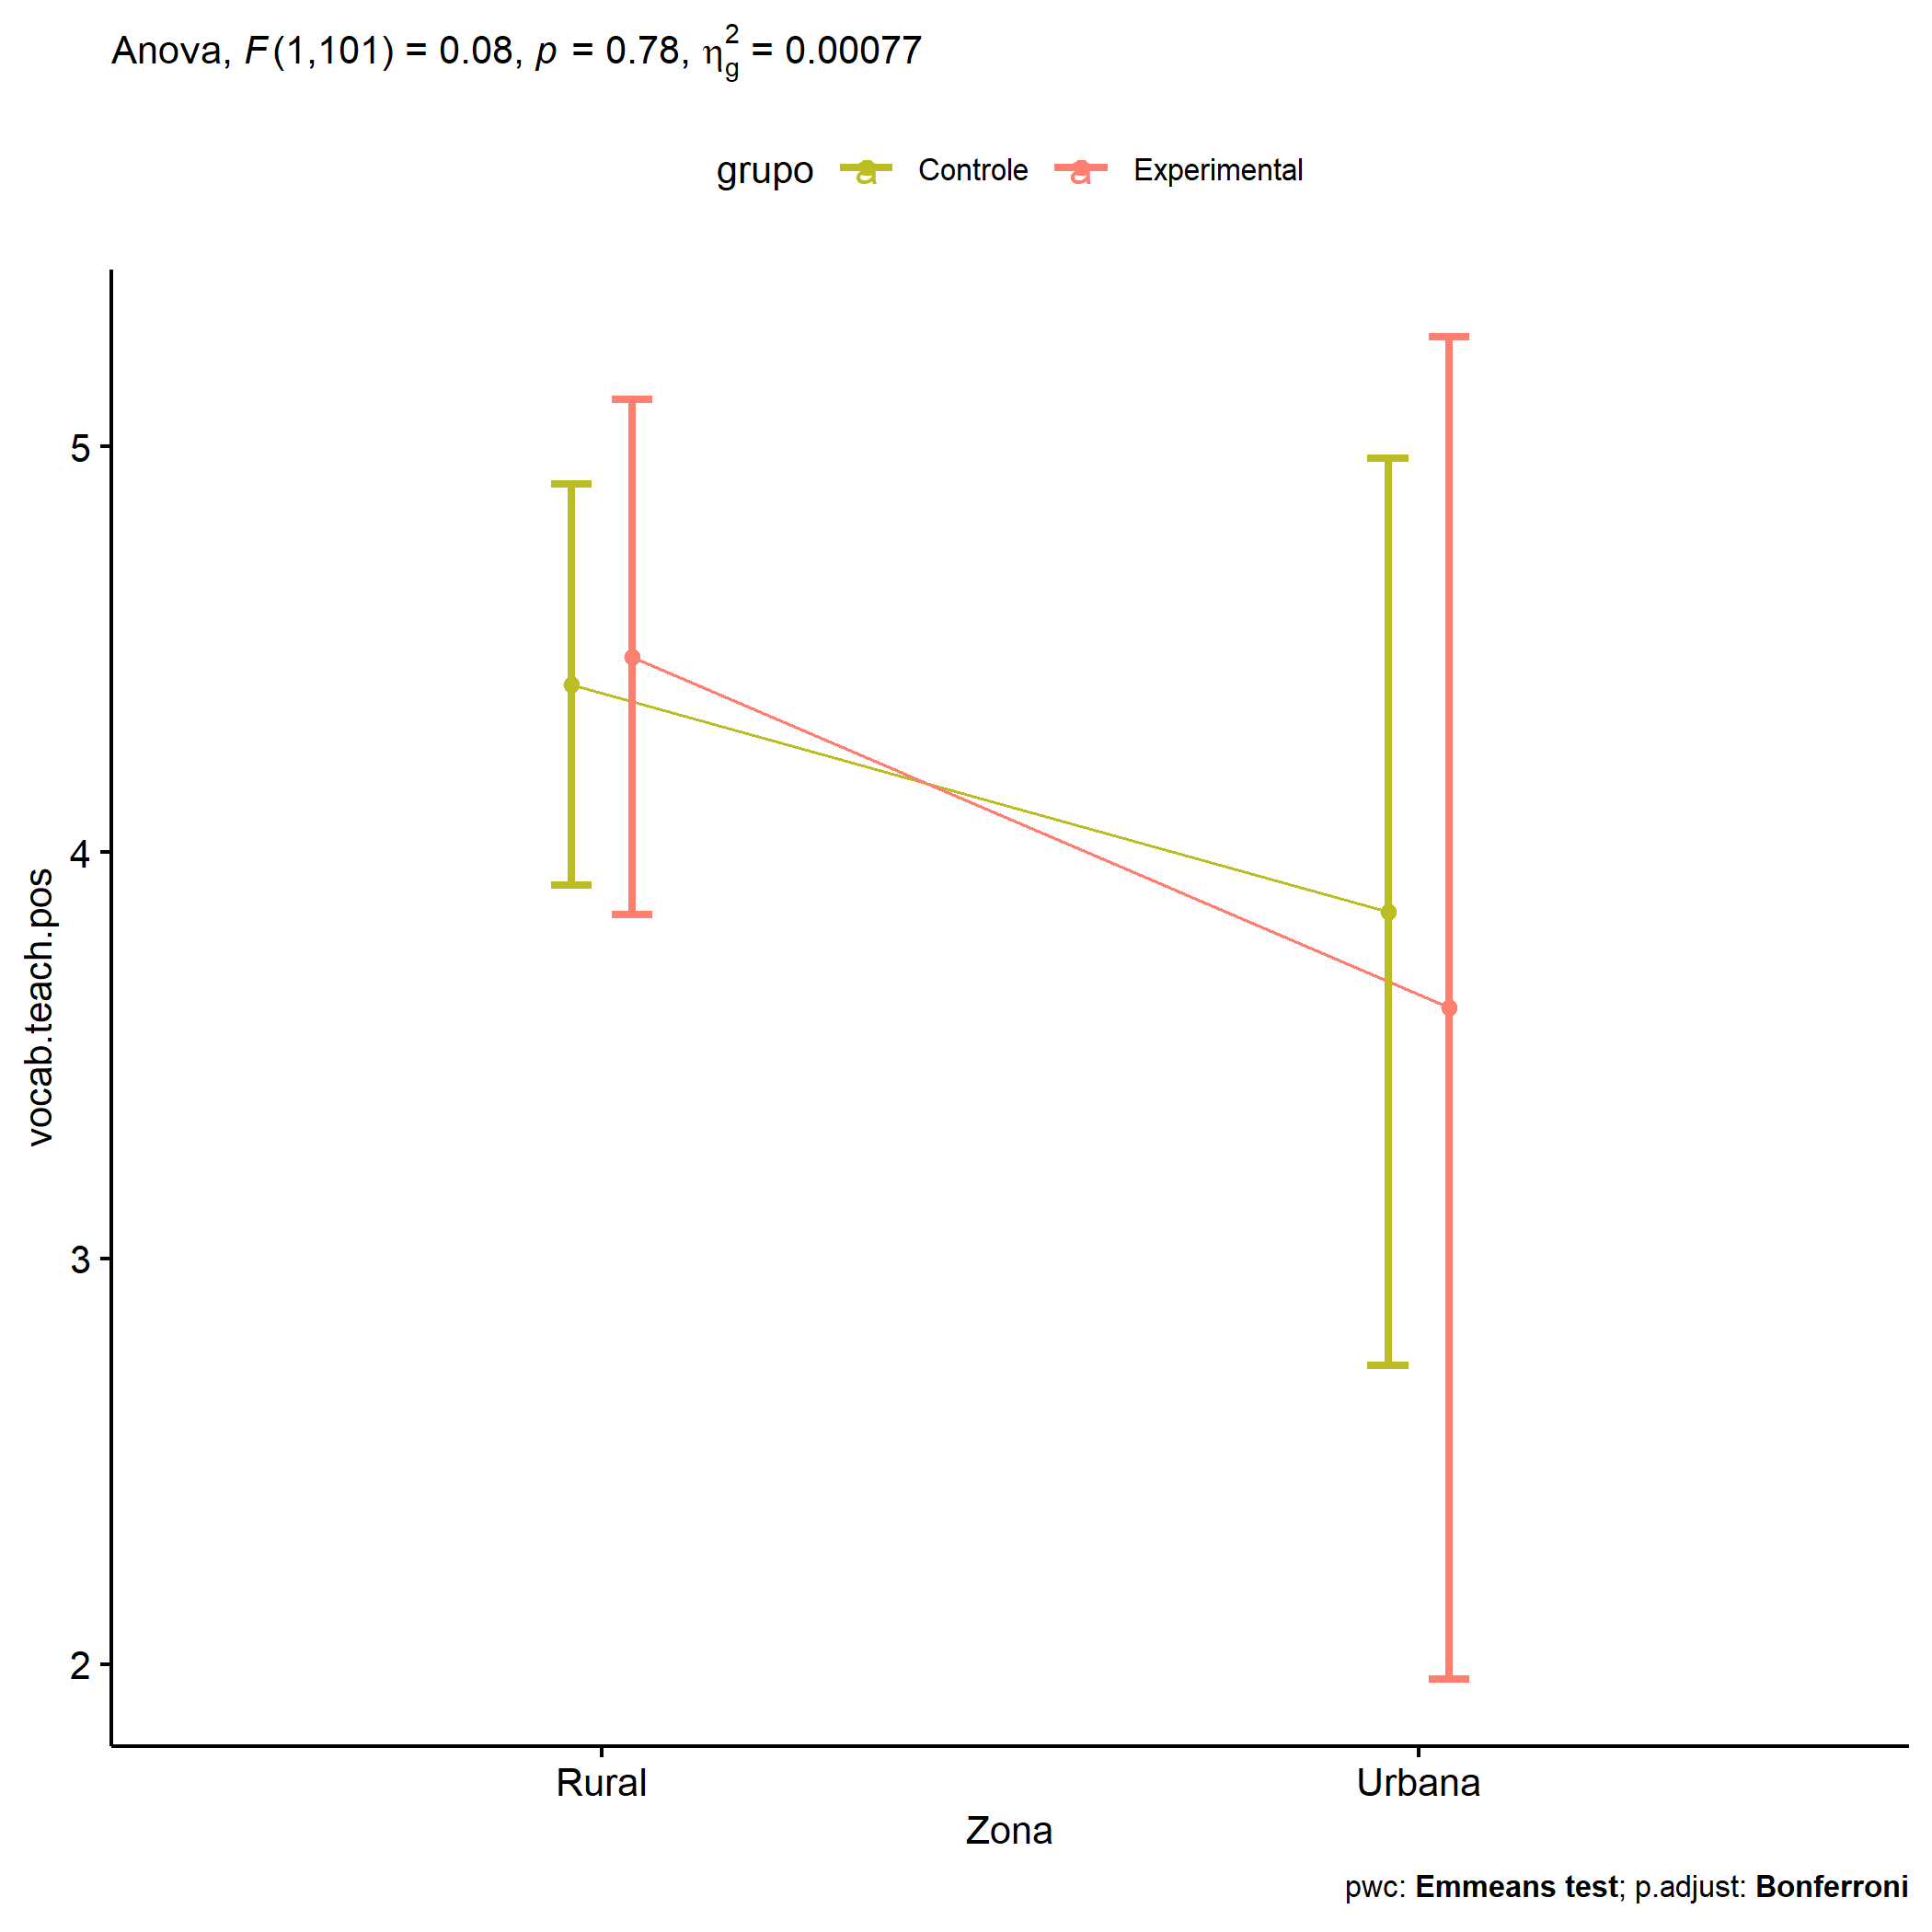 Anova, F(1,101) = 0.08, p = 0.78, η²g = 0.00077
grupo a Controle a Experimental
5
4
3
2
vocab.teach.pos
Rural Urbana
Zona
pwc: Emmeans test; p.adjust: Bonferroni